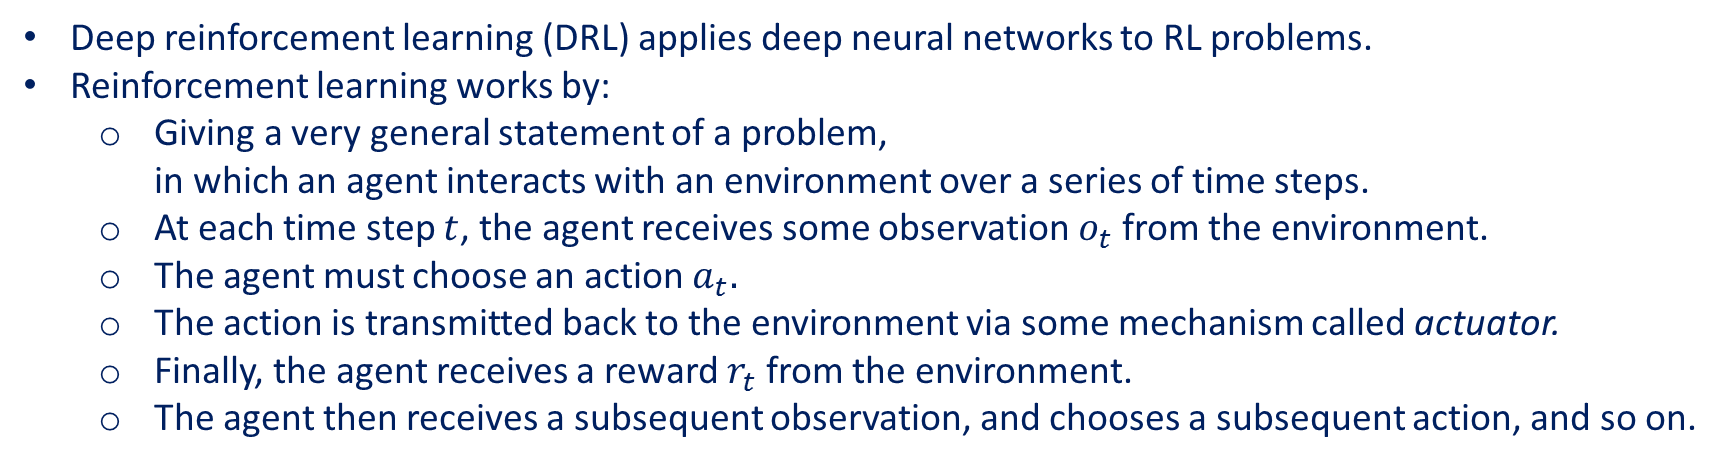 • Deep reinforcement learning (DRL) applies deep neural networks to RL problems.
• Reinforcement learning works by:
o Giving a very general statement of a problem,
in which an agent interacts with an environment over a series of time steps.
o At each time step t, the agent receives some observation oₜ from the environment.
o The agent must choose an action aₜ.
o The action is transmitted back to the environment via some mechanism called actuator.
o Finally, the agent receives a reward rₜ from the environment.
o The agent then receives a subsequent observation, and chooses a subsequent action, and so on.